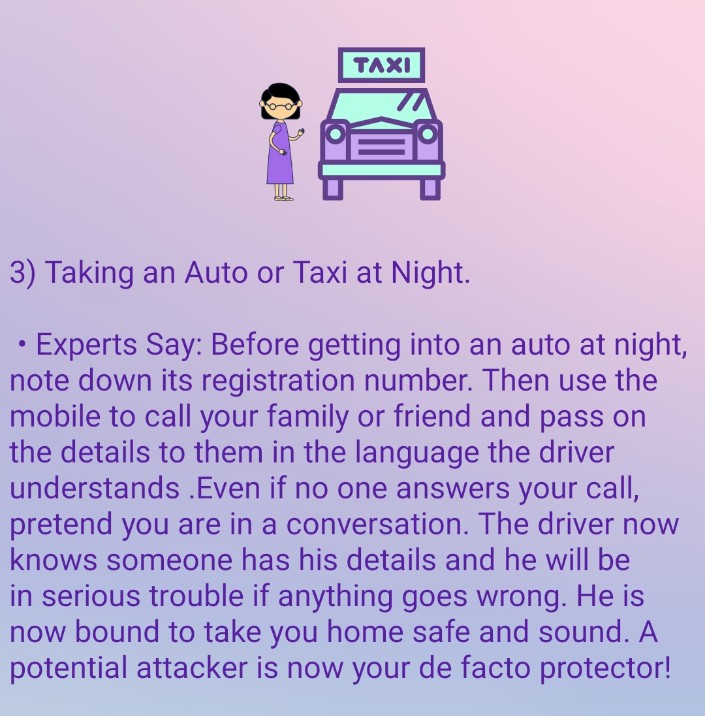 TAXI
3) Taking an Auto or Taxi at Night.
• Experts Say: Before getting into an auto at night,
note down its registration number. Then use the
mobile to call your family or friend and pass on
the details to them in the language the driver
understands .Even if no one answers your call,
pretend you are in a conversation. The driver now
knows someone has his details and he will be
in serious trouble if anything goes wrong. He is
now bound to take you home safe and sound. A
potential attacker is now your de facto protector!